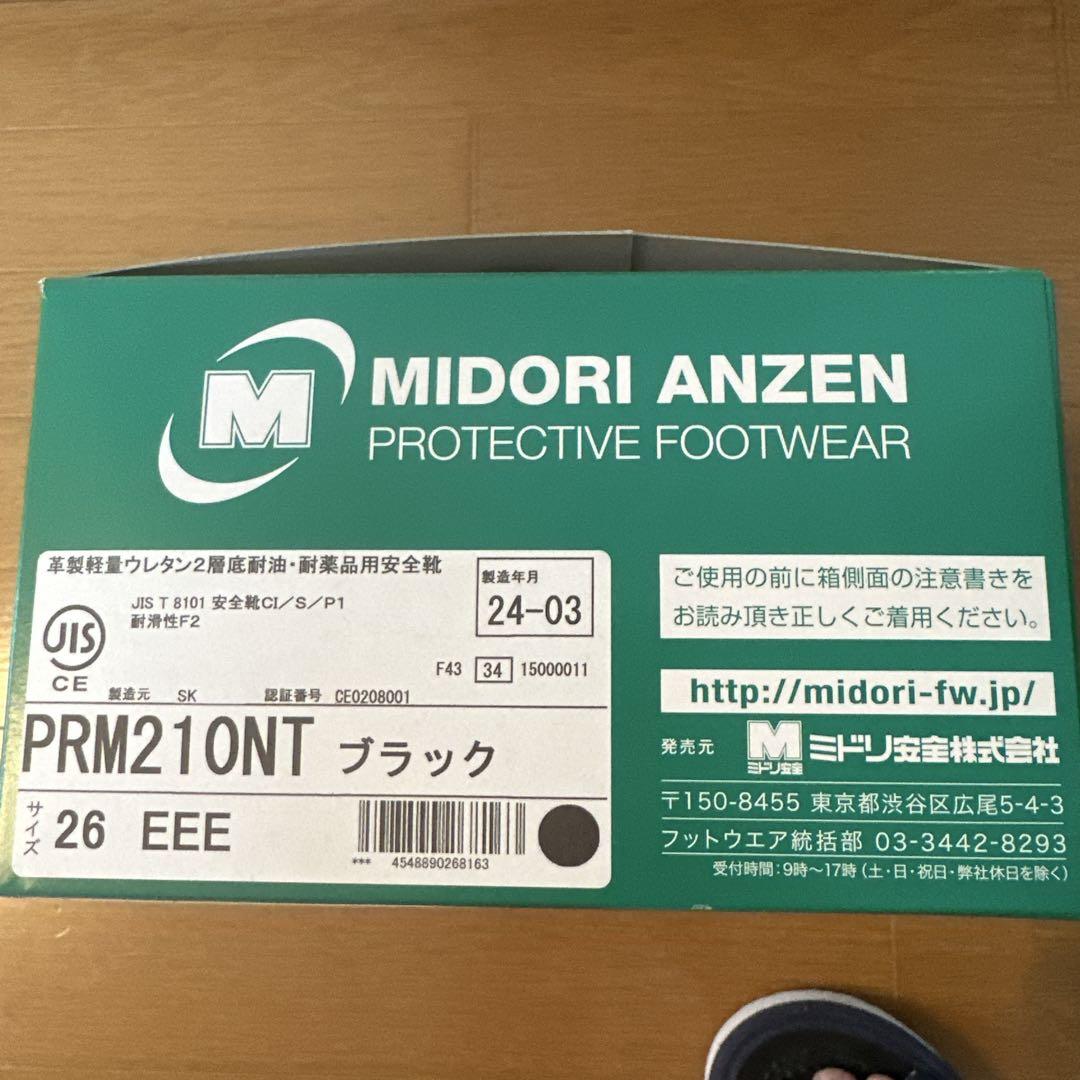 M
MIDORI ANZEN
PROTECTIVE FOOTWEAR
革製軽量ウレタン2層底耐油・耐薬品用安全靴
JIS T 8101 安全靴CI/S/P1
耐滑性F2
製造年月
24-03
JIS
CE
F43 34 15000011
製造元 SK 認証番号 CE0208001
PRM210NT ブラック
サイズ 26 EEE
*** 4548890268163
ご使用の前に箱側面の注意書きを
お読み頂き正しくご着用ください。
http://midori-fw.jp/
発売元 M ミドリ安全 ミドリ安全株式会社
〒150-8455 東京都渋谷区広尾5-4-3
フットウエア統括部 03-3442-8293
受付時間:9時~17時(土・日・祝日・弊社休日を除く)